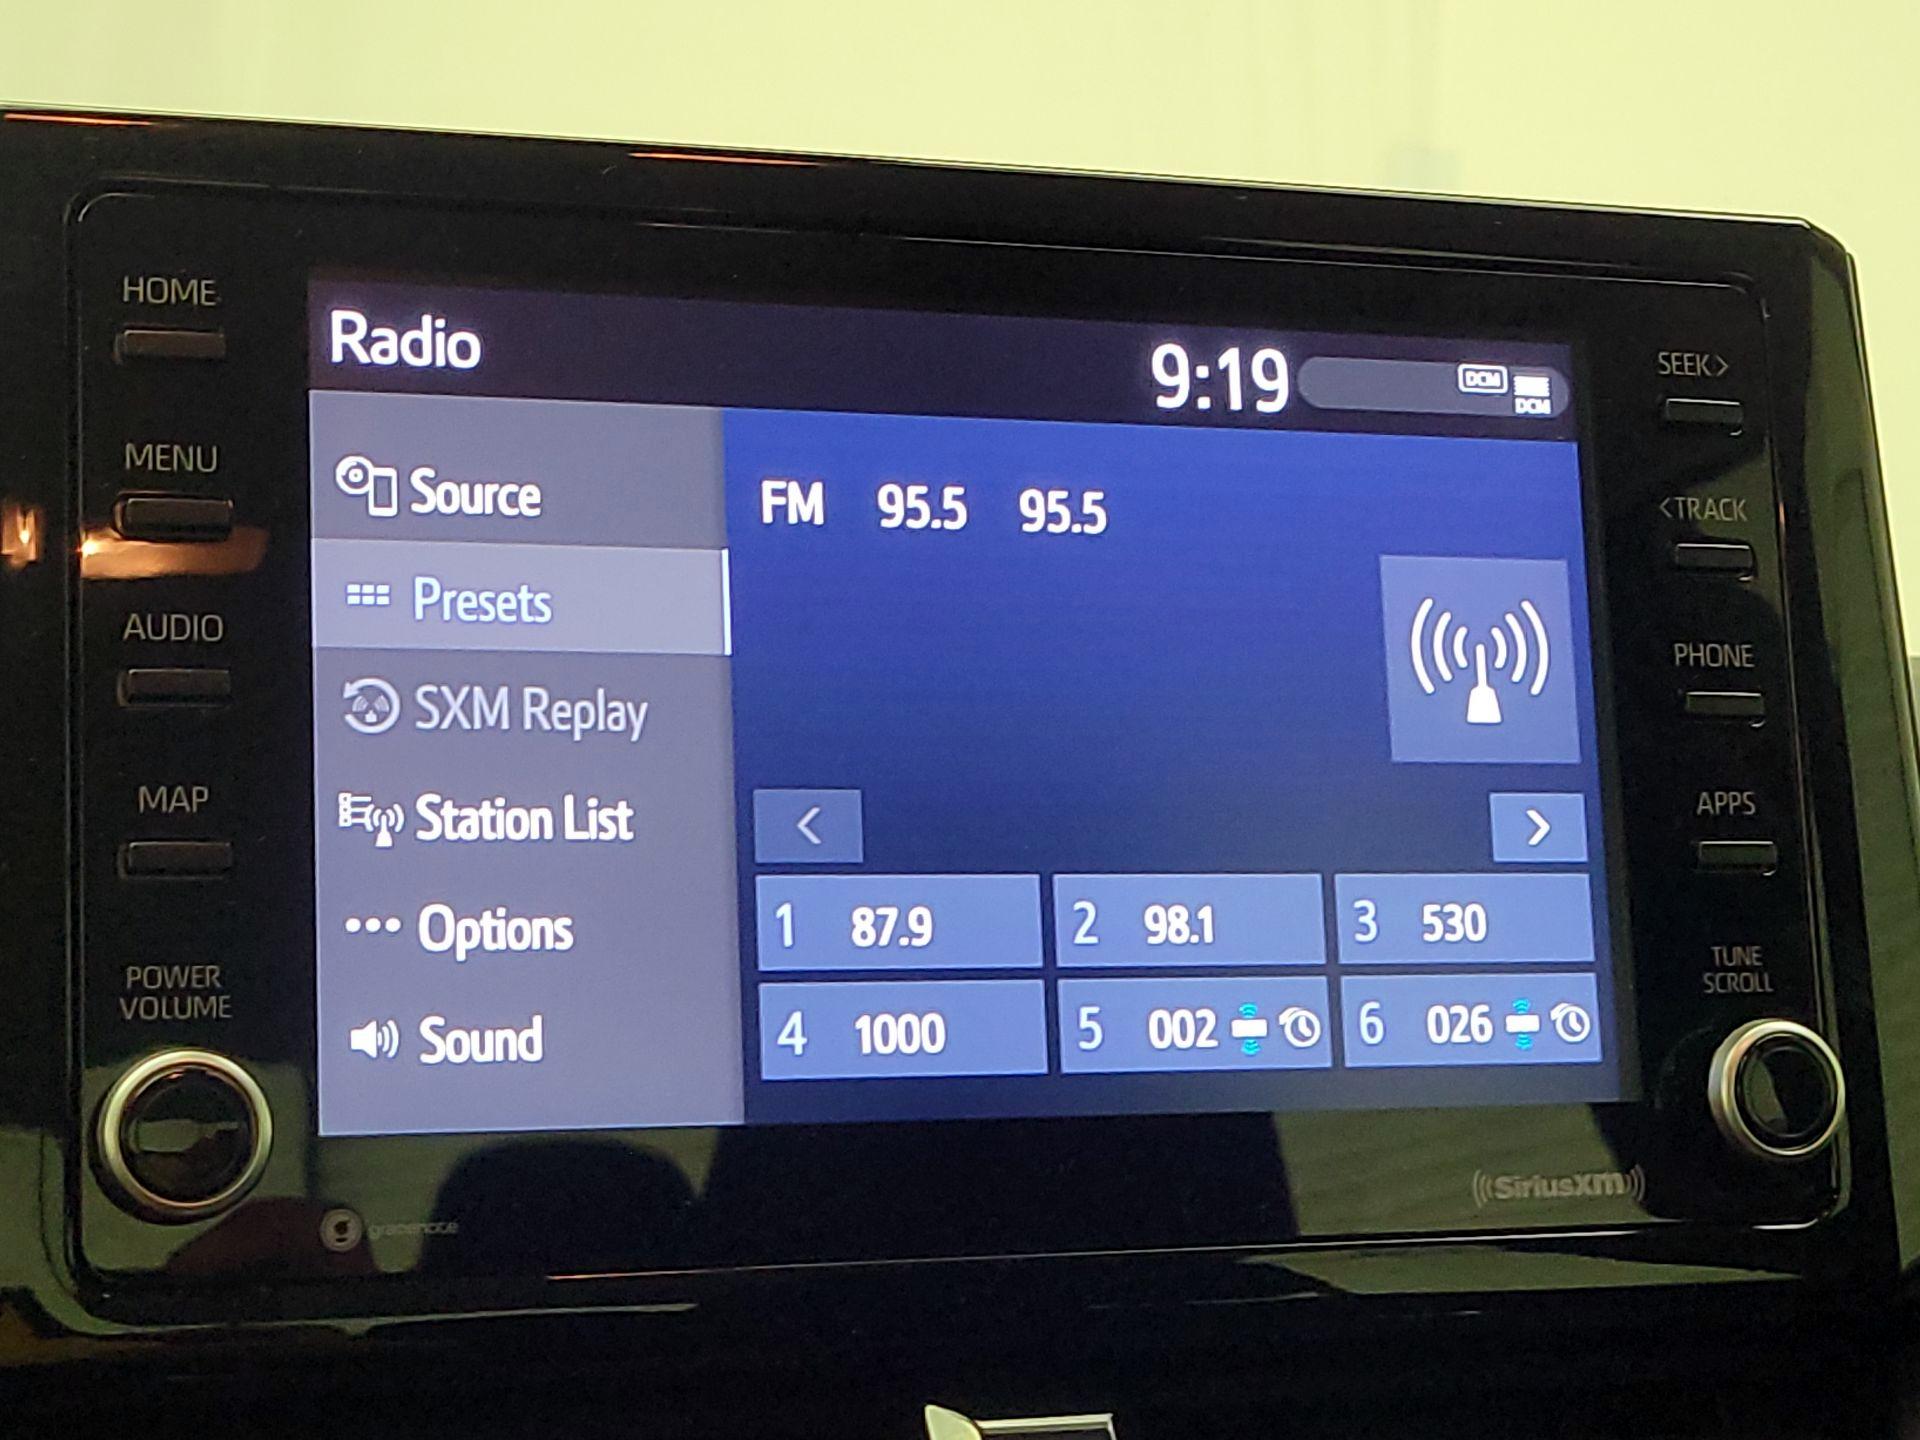 HOME
MENU
AUDIO
MAP
POWER
VOLUME
Radio
9:19
DCM
DCM
Source
Presets
SXM Replay
Station List
Options
Sound
FM 95.5 95.5
<
>
1 87.9
2 98.1
3 530
4 1000
5 002
6 026
SEEK>
<TRACK
PHONE
APPS
TUNE
SCROLL
gracenote
SiriusXM